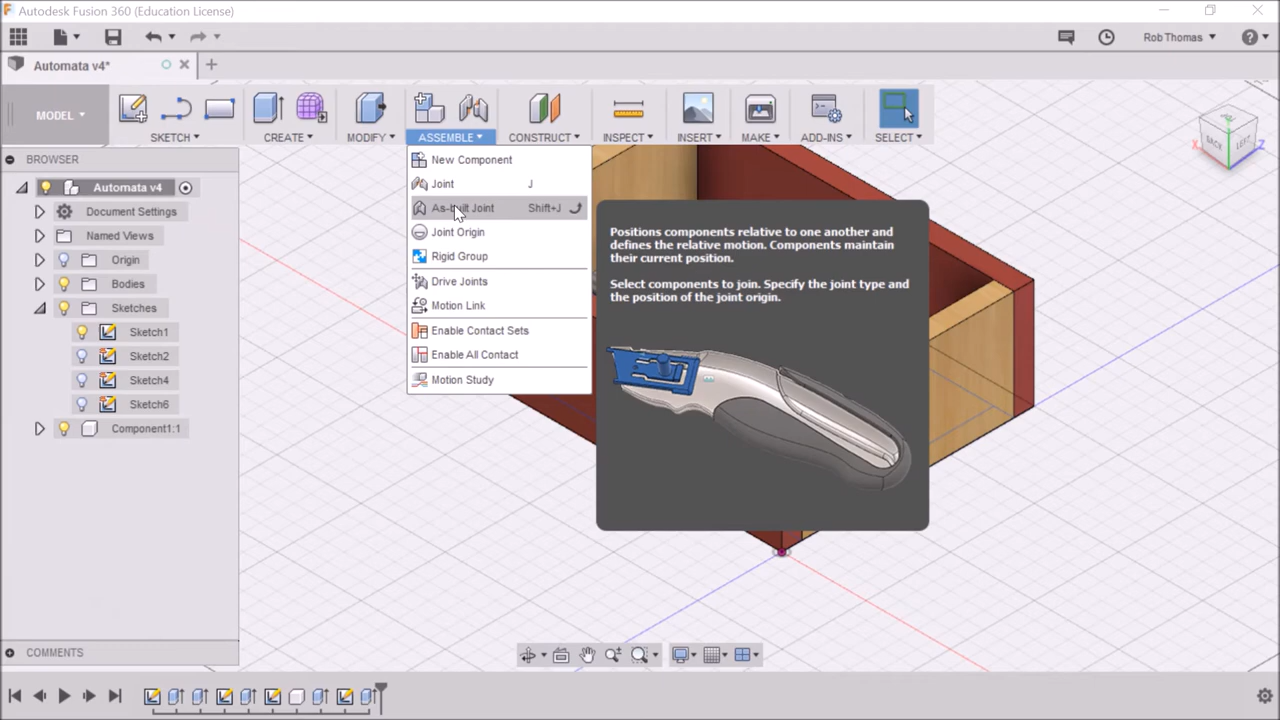 Autodesk Fusion 360 (Education License)
Rob Thomas
Automata v4*
MODEL
SKETCH
CREATE
MODIFY
ASSEMBLE
CONSTRUCT
INSPECT
INSERT
MAKE
ADD-INS
SELECT
BROWSER
Automata v4
Document Settings
Named Views
Origin
Bodies
Sketches
Sketch1
Sketch2
Sketch4
Sketch6
Component1:1
New Component
Joint J
As-built Joint Shift+J
Joint Origin
Rigid Group
Drive Joints
Motion Link
Enable Contact Sets
Enable All Contact
Motion Study
Positions components relative to one another and
defines the relative motion. Components maintain
their current position.
Select components to join. Specify the joint type and
the position of the joint origin.
BACK
LEFT
X
Z
COMMENTS